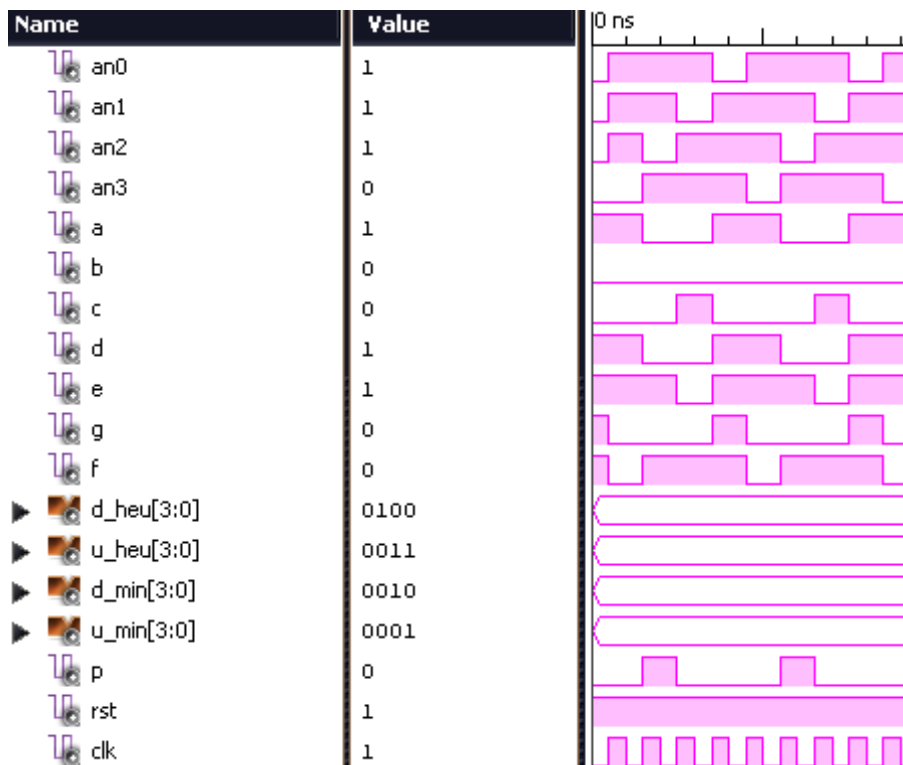 Name Value 0 ns
an0 1
an1 1
an2 1
an3 0
a 1
b 0
c 0
d 1
e 1
g 0
f 0
d_heu[3:0] 0100
u_heu[3:0] 0011
d_min[3:0] 0010
u_min[3:0] 0001
p 0
rst 1
clk 1